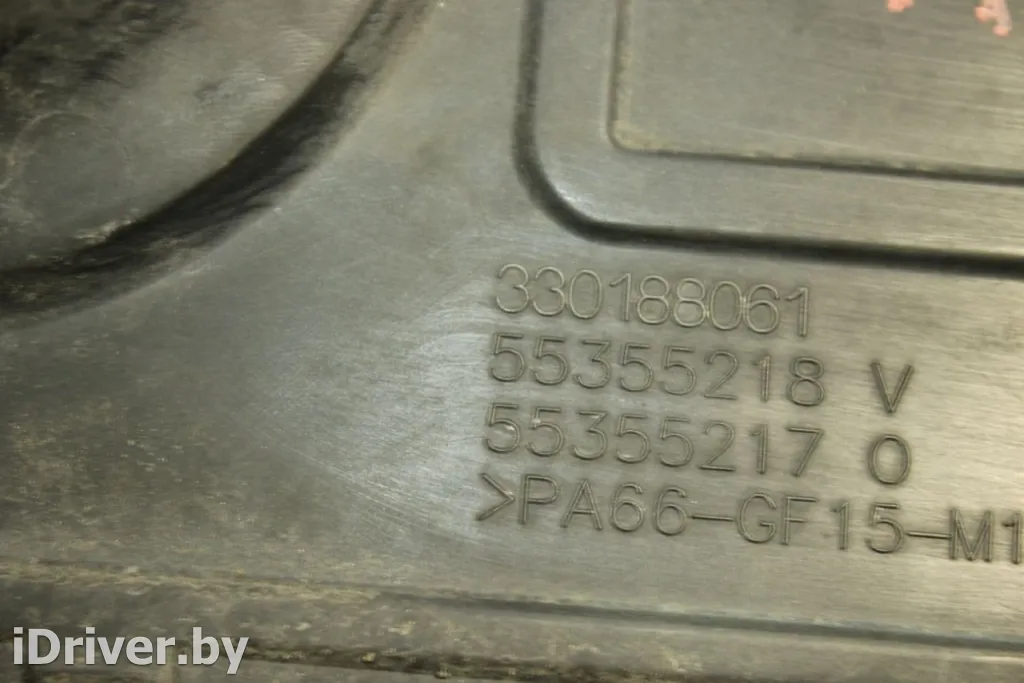 330188061
55355218 V
55355217 O
>PA66-GF15-M1
iDriver.by